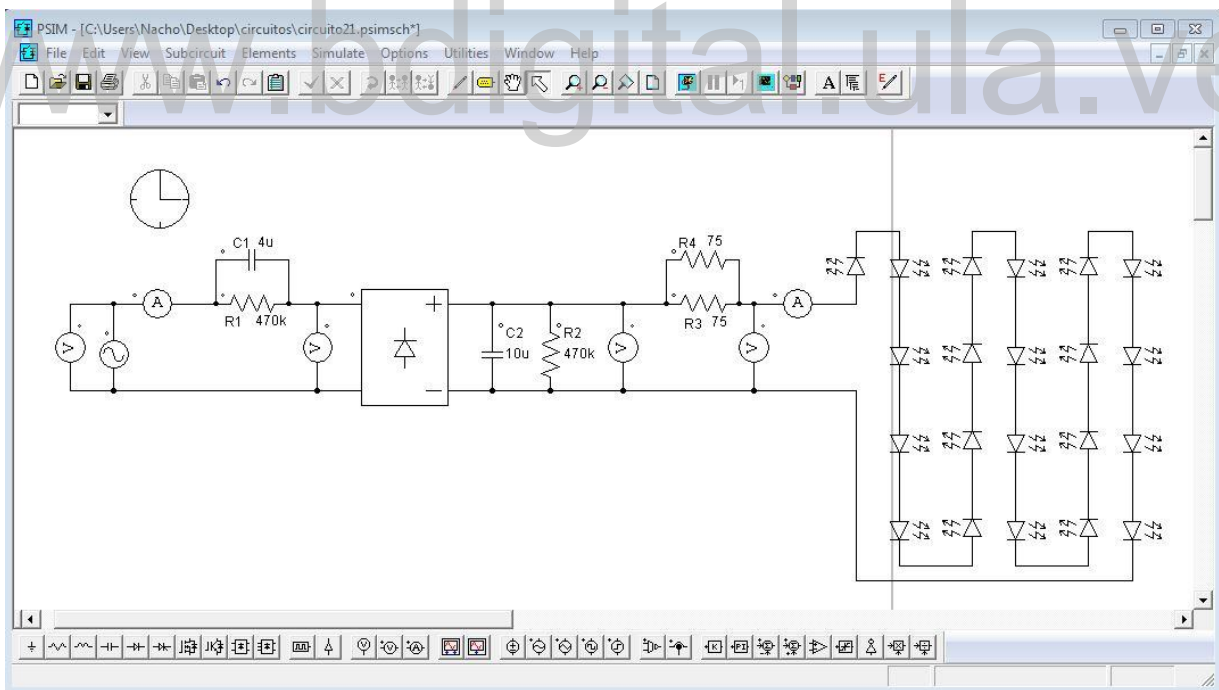 www.bdigital.ula.ve
PSIM - [C:\Users\Nacho\Desktop\circuitos\circuito21.psimsch*]
File Edit View Subcircuit Elements Simulate Options Utilities Window Help
A
C1 4u
R1 470k
A
V
V
C2
10u
R2
470k
V
R4 75
R3 75
V
A
K
PI